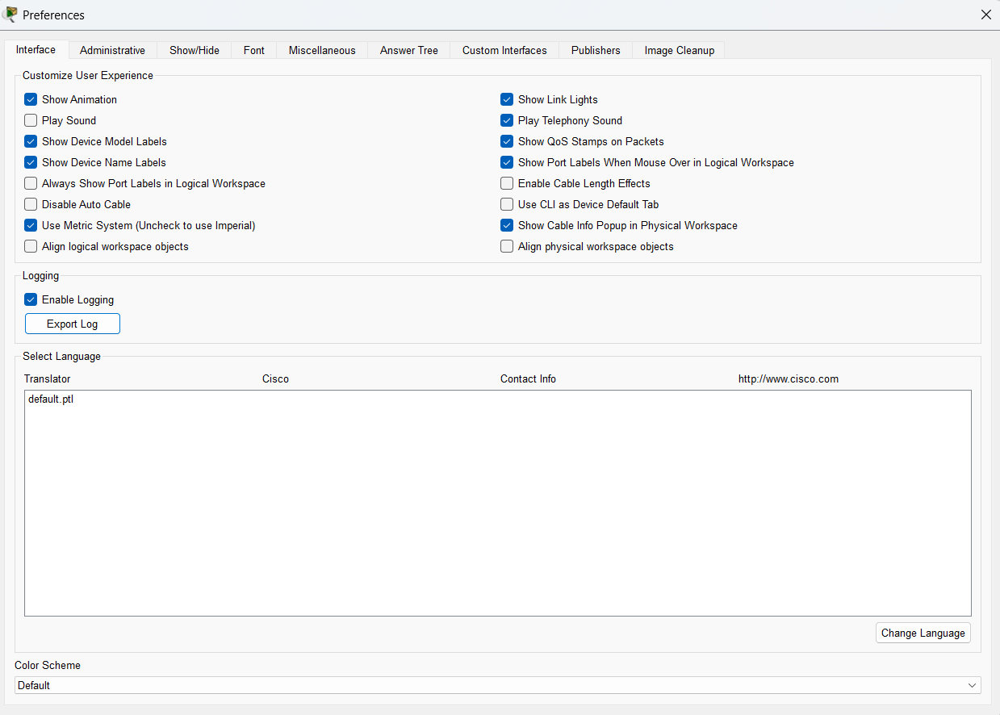 Preferences
Interface Administrative Show/Hide Font Miscellaneous Answer Tree Custom Interfaces Publishers Image Cleanup
Customize User Experience
Show Animation
Play Sound
Show Device Model Labels
Show Device Name Labels
Always Show Port Labels in Logical Workspace
Disable Auto Cable
Use Metric System (Uncheck to use Imperial)
Align logical workspace objects
Show Link Lights
Play Telephony Sound
Show QoS Stamps on Packets
Show Port Labels When Mouse Over in Logical Workspace
Enable Cable Length Effects
Use CLI as Device Default Tab
Show Cable Info Popup in Physical Workspace
Align physical workspace objects
Logging
Enable Logging
Export Log
Select Language
Translator Cisco Contact Info http://www.cisco.com
default.ptl
Change Language
Color Scheme
Default